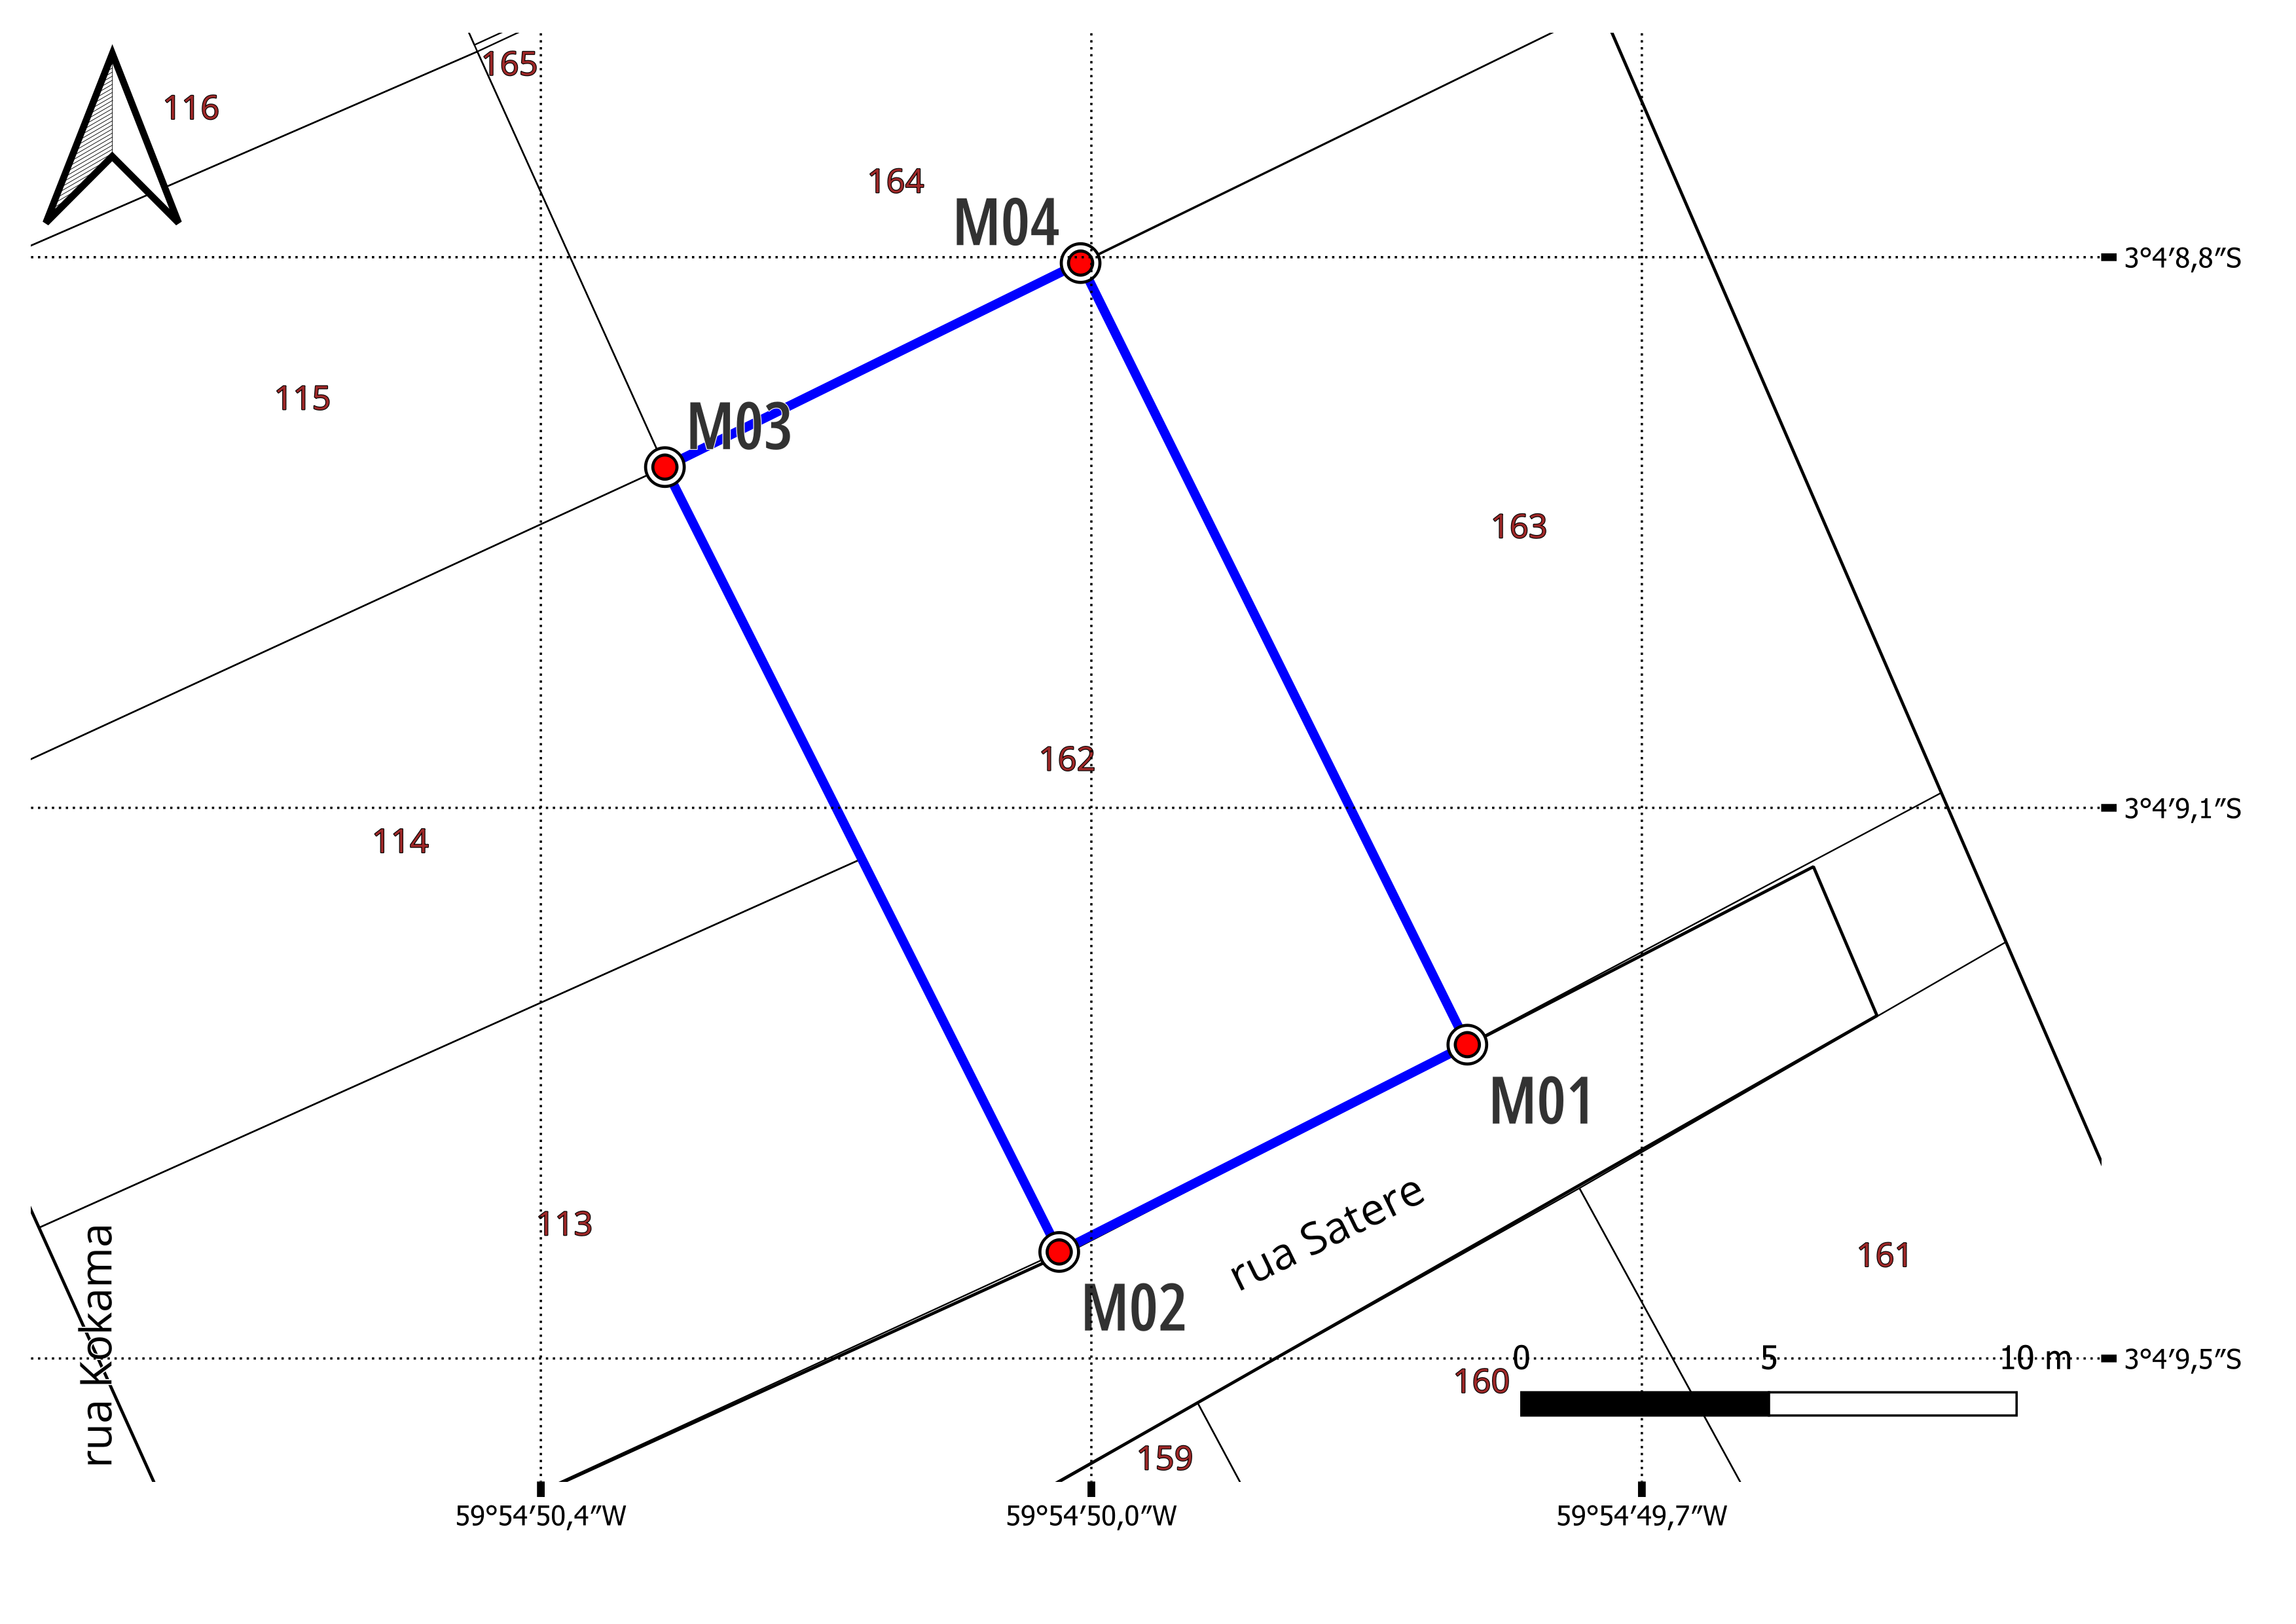 165
116
164
M04
3°4′8,8″S
115
M03
163
162
3°4′9,1″S
114
M01
rua Satere
113
161
M02
rua Kokama
0 5 10 m
3°4′9,5″S
160
159
59°54′50,4″W 59°54′50,0″W 59°54′49,7″W